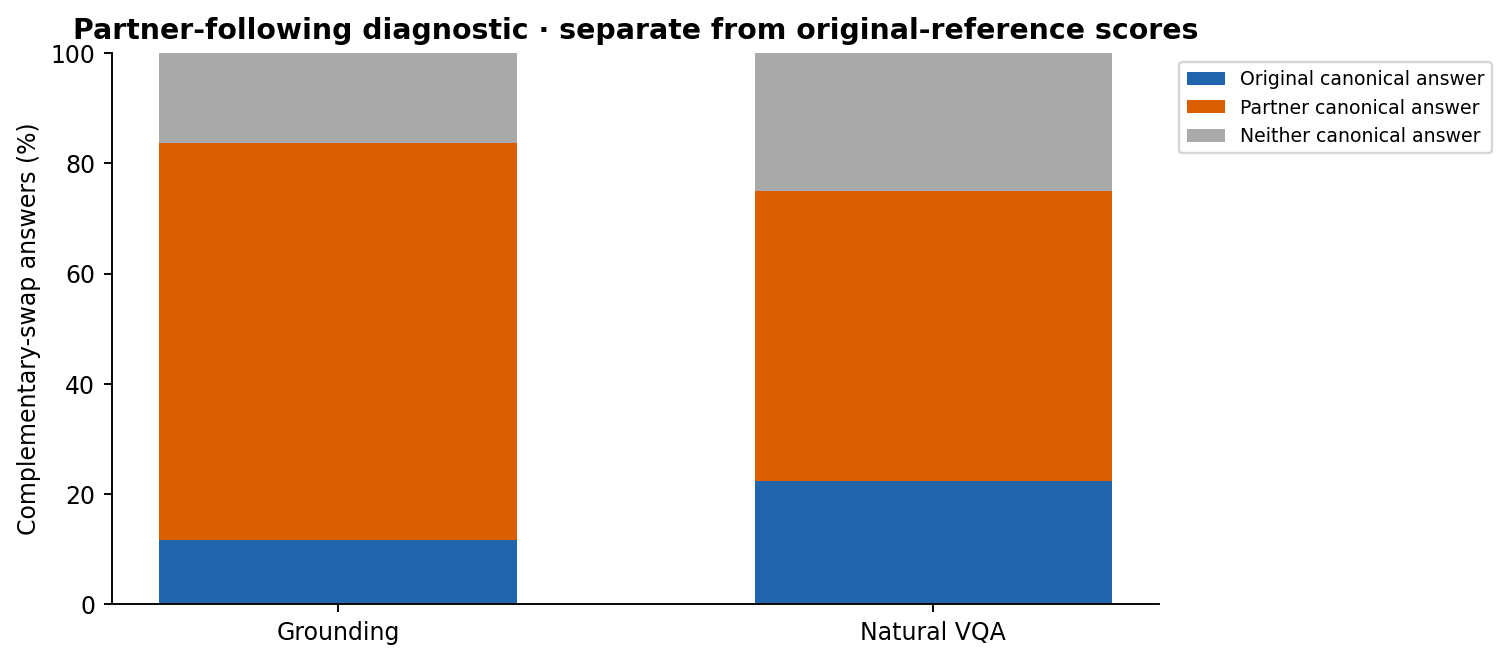 Partner-following diagnostic · separate from original-reference scores
Original canonical answer
Partner canonical answer
Neither canonical answer
Complementary-swap answers (%)
100
80
60
40
20
0
Grounding
Natural VQA